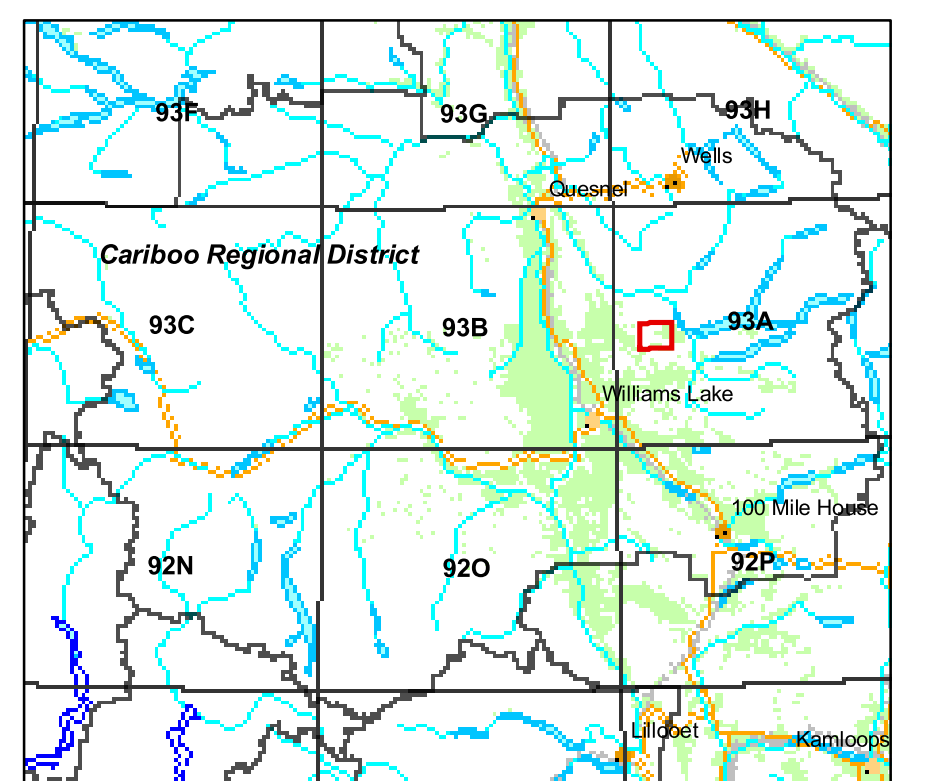 93F
93G
93H
Wells
Quesnel
Cariboo Regional District
93C
93B
93A
Williams Lake
100 Mile House
92N
92O
92P
Lillooet
Kamloops